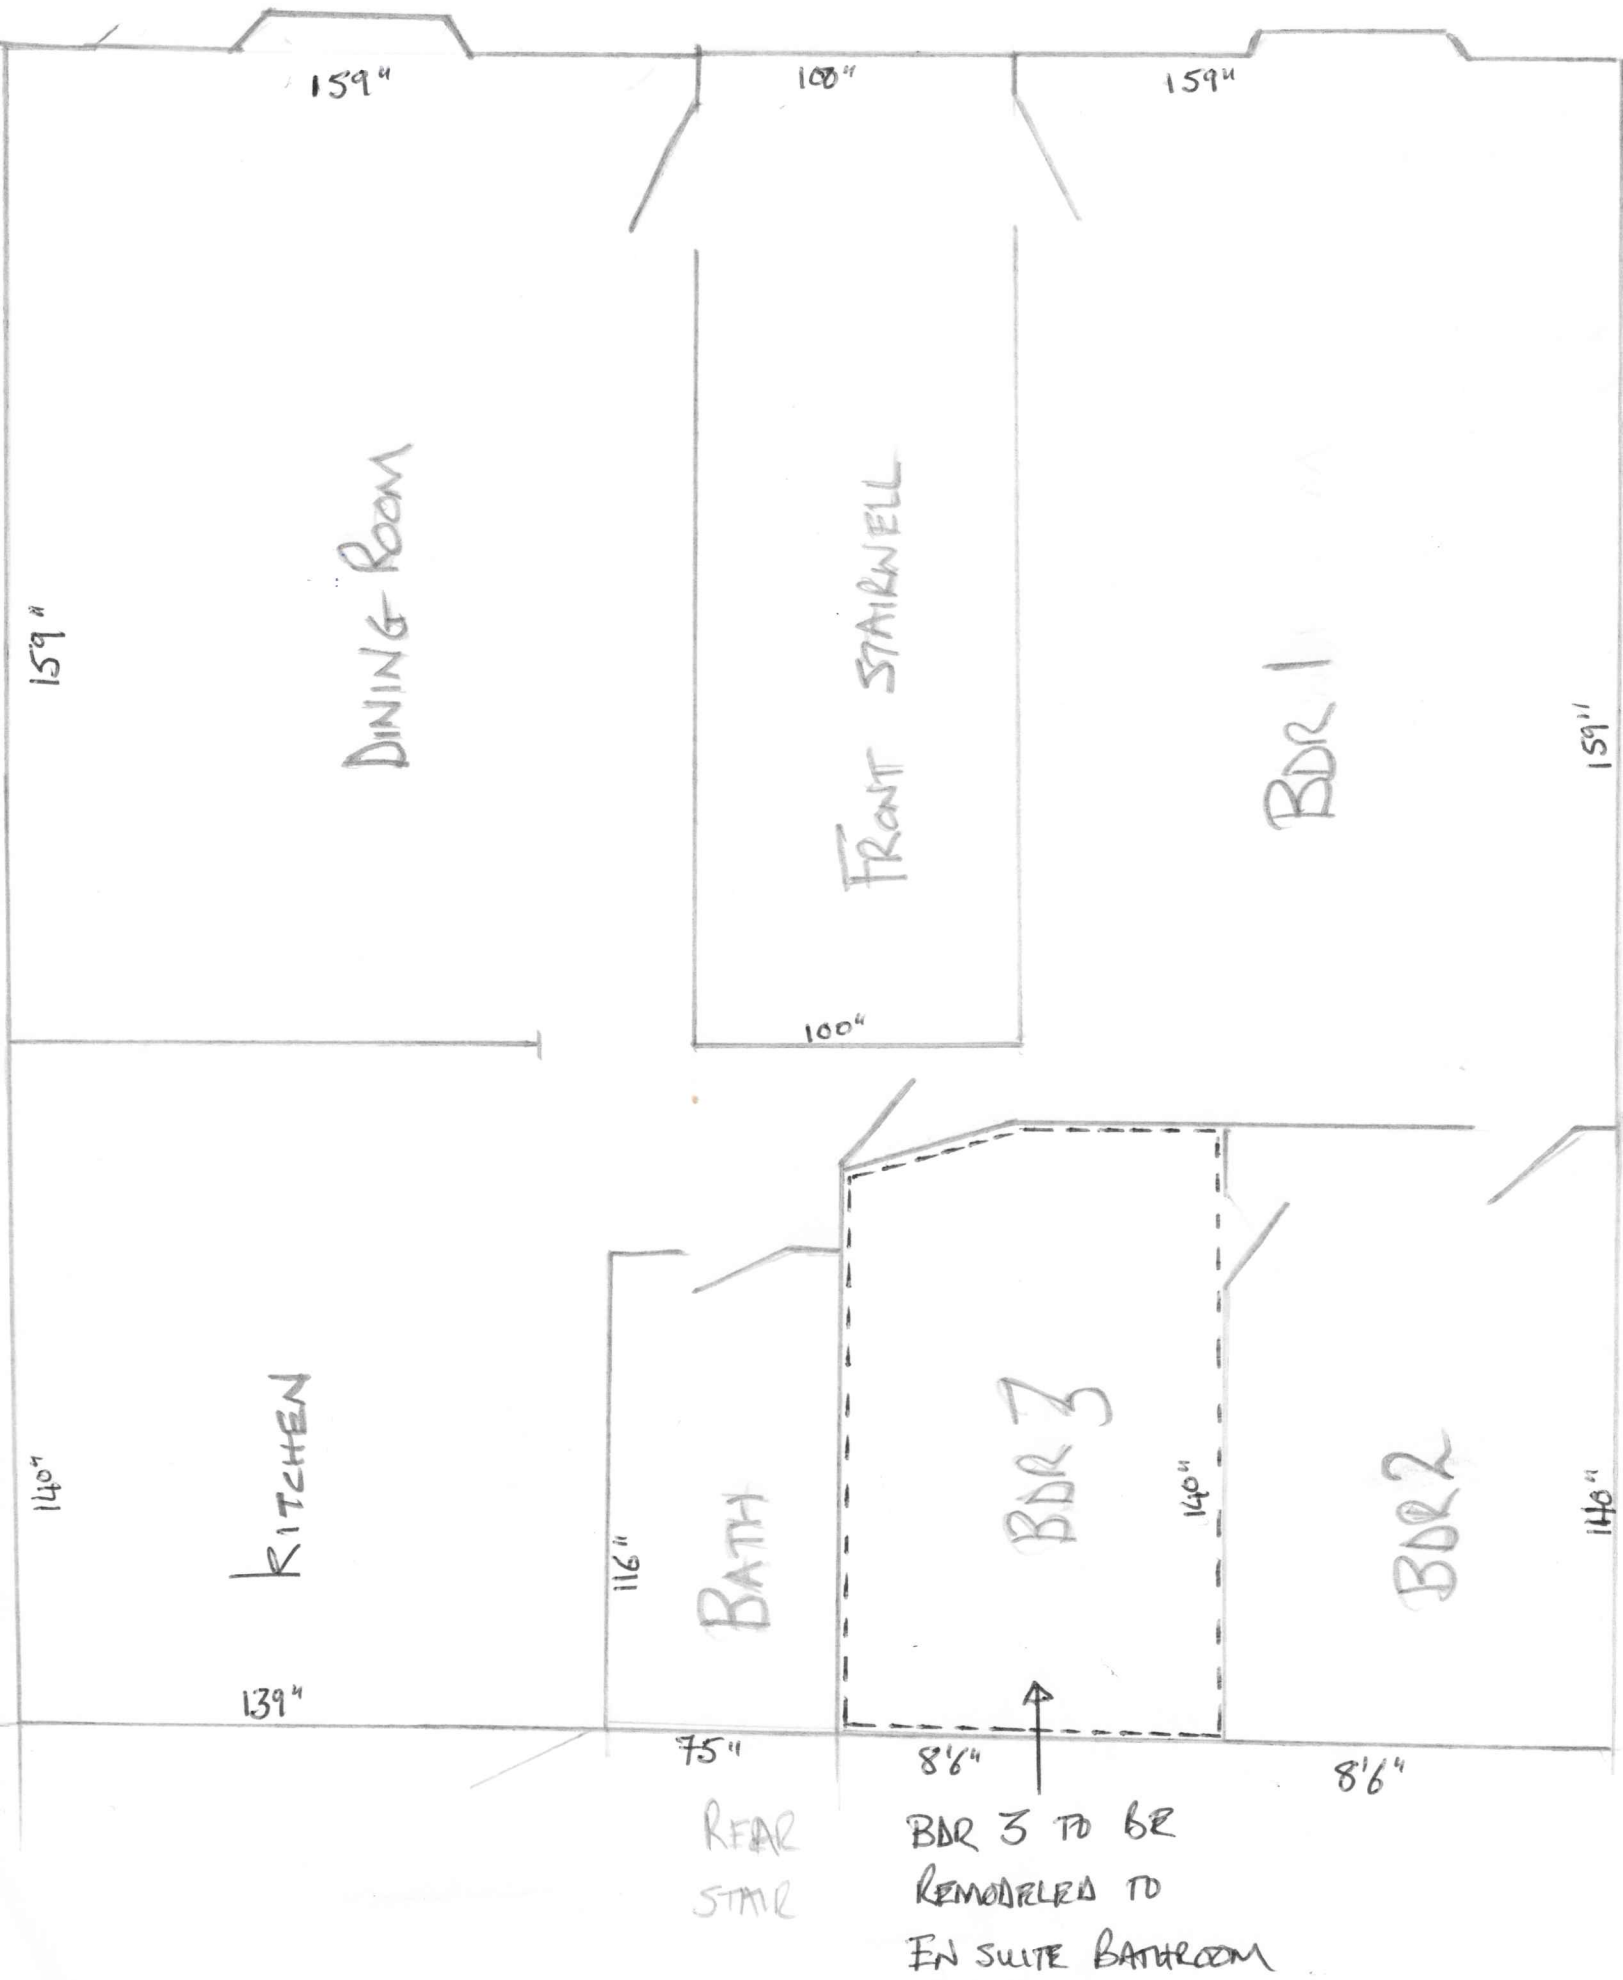 159"
100"
159"
DINING ROOM
FRONT STAIRWELL
BDR 1
159"
159"
100"
KITCHEN
BATH
BDR 3
BDR 2
140"
116"
140"
139"
75"
8'6"
8'6"
REAR
STAIR
BDR 3 TO BE
REMODELED TO
EN SUITE BATHROOM